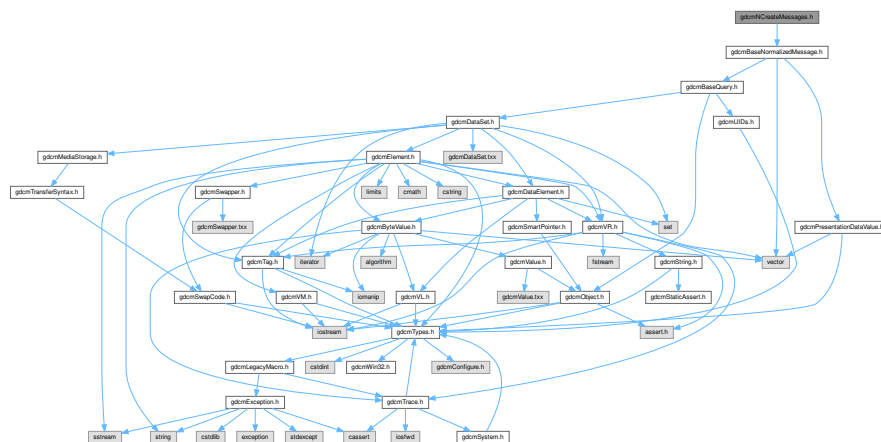 gdcmNCreateMessages.h
gdcmBaseNormalizedMessage.h
gdcmBaseQuery.h
gdcmDataSet.h
gdcmUIDs.h
gdcmMediaStorage.h
gdcmElement.h
gdcmDataSet.txx
gdcmTransferSyntax.h
gdcmSwapper.h
limits
cmath
cstring
gdcmDataElement.h
gdcmSwapper.txx
gdcmByteValue.h
gdcmSmartPointer.h
gdcmVR.h
set
gdcmPresentationDataValue.h
gdcmTag.h
iterator
algorithm
gdcmValue.h
fstream
gdcmString.h
vector
gdcmSwapCode.h
gdcmVM.h
iomanip
gdcmVL.h
gdcmValue.txx
gdcmObject.h
gdcmStaticAssert.h
iostream
gdcmTypes.h
assert.h
gdcmLegacyMacro.h
cstdint
gdcmWin32.h
gdcmConfigure.h
gdcmException.h
gdcmTrace.h
sstream
string
cstdlib
exception
stdexcept
cassert
iosfwd
gdcmSystem.h